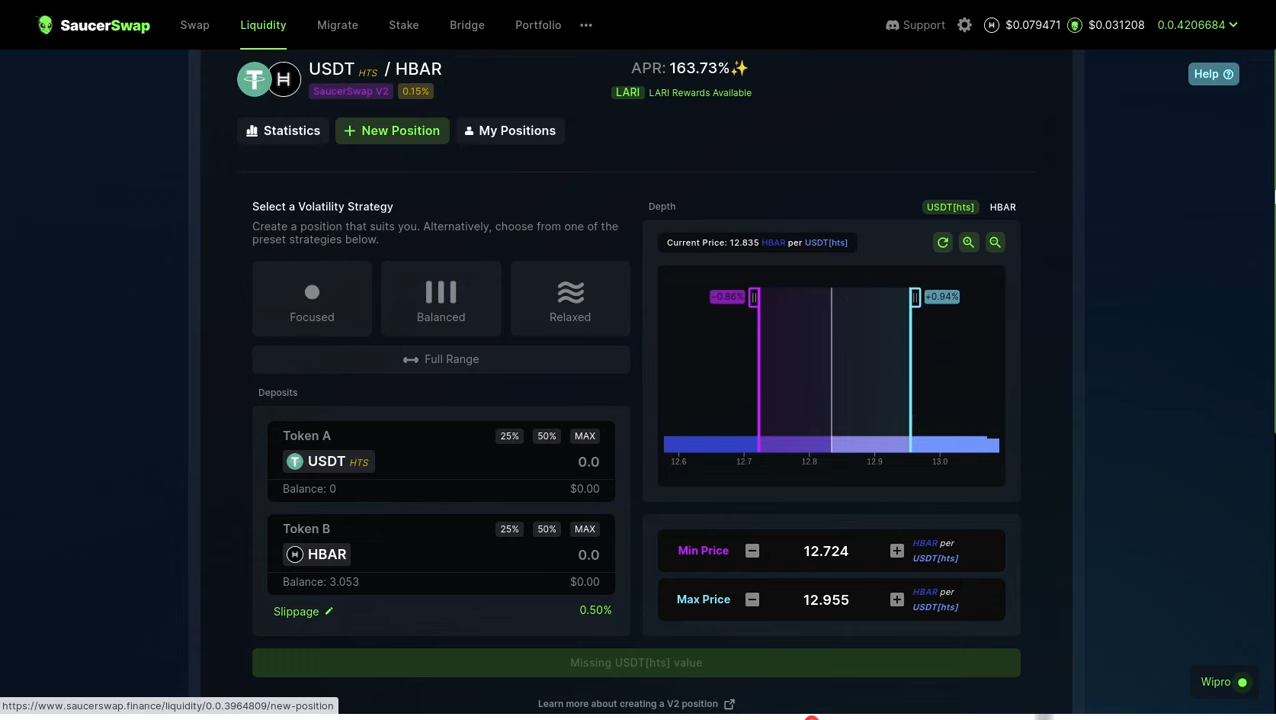 SaucerSwap
Swap
Liquidity
Migrate
Stake
Bridge
Portfolio
•••
Support
$0.079471
$0.031208
0.0.4206684
USDT HTS / HBAR
SaucerSwap V2
0.15%
APR: 163.73%✨
LARI
LARI Rewards Available
Help
Statistics
New Position
My Positions
Select a Volatility Strategy
Create a position that suits you. Alternatively, choose from one of the
preset strategies below.
Focused
Balanced
Relaxed
Full Range
Deposits
Token A
25%
50%
MAX
USDT HTS
0.0
Balance: 0
$0.00
Token B
25%
50%
MAX
HBAR
0.0
Balance: 3.053
$0.00
Slippage
0.50%
Depth
USDT[hts]
HBAR
Current Price: 12.835 HBAR per USDT[hts]
-0.86%
+0.94%
12.6
12.7
12.8
12.9
13.0
Min Price
12.724
HBAR per
USDT[hts]
Max Price
12.955
HBAR per
USDT[hts]
Missing USDT[hts] value
Learn more about creating a V2 position
Wipro
https://www.saucerswap.finance/liquidity/0.0.3964809/new-position